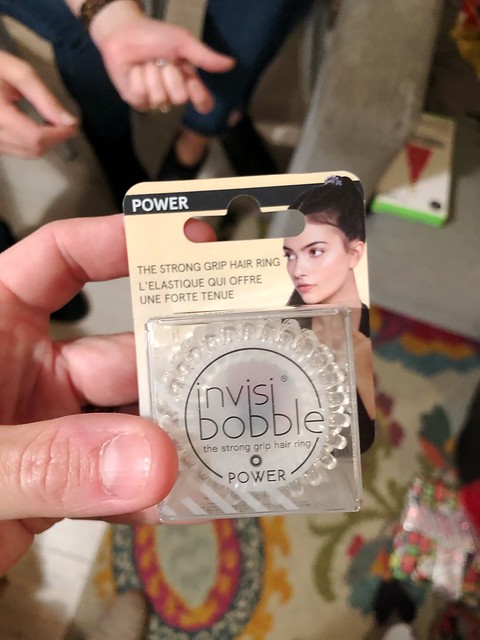 POWER
THE STRONG GRIP HAIR RING
L'ELASTIQUE QUI OFFRE
UNE FORTE TENUE
invisi®
bobble
the strong grip hair ring
POWER